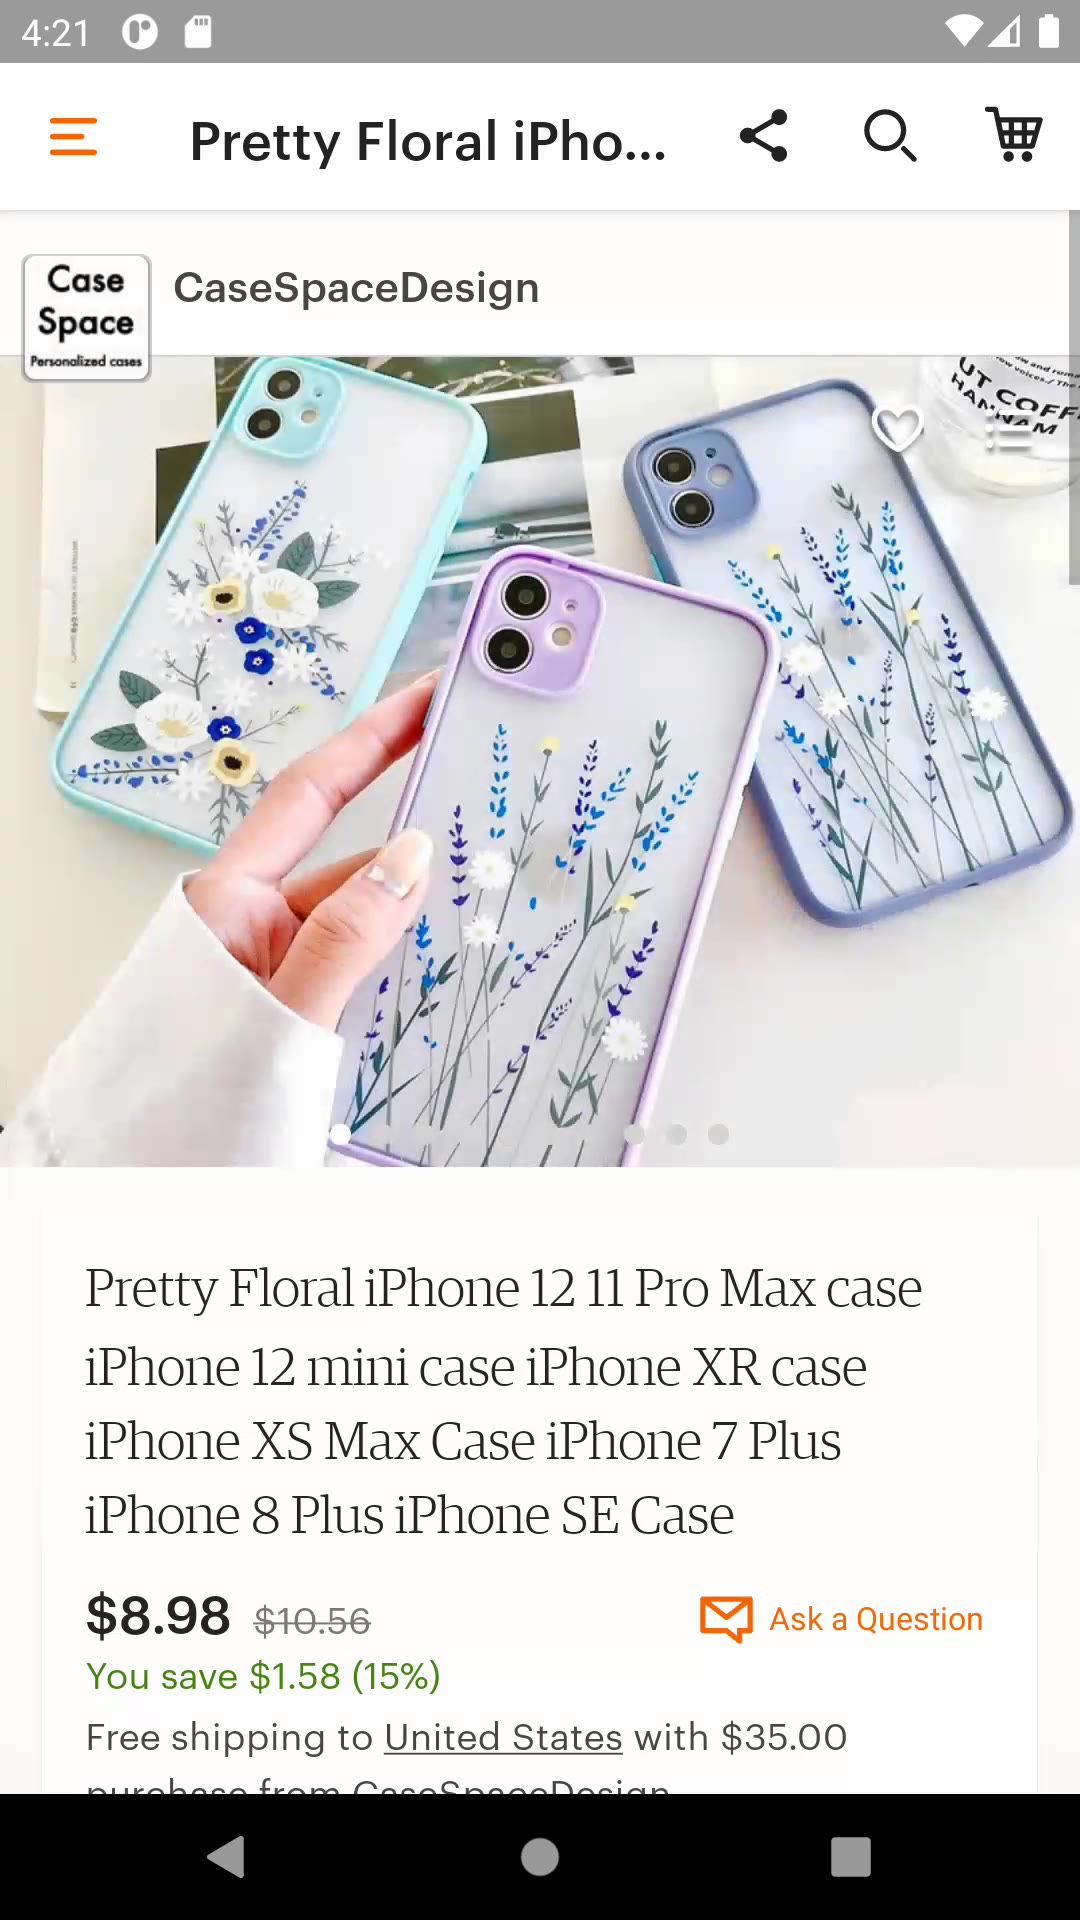 4:21
Pretty Floral iPho...
Case
Space
Personalized cases
CaseSpaceDesign
UT COFF
HANNAM
Pretty Floral iPhone 12 11 Pro Max case
iPhone 12 mini case iPhone XR case
iPhone XS Max Case iPhone 7 Plus
iPhone 8 Plus iPhone SE Case
$8.98 $10.56
Ask a Question
You save $1.58 (15%)
Free shipping to United States with $35.00
purchase from CaseSpaceDesign